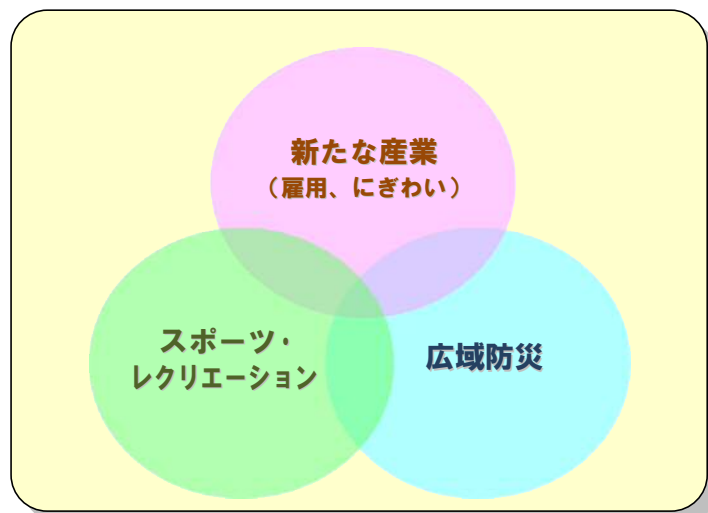 新たな産業
（雇用、にぎわい）
スポーツ・
レクリエーション
広域防災